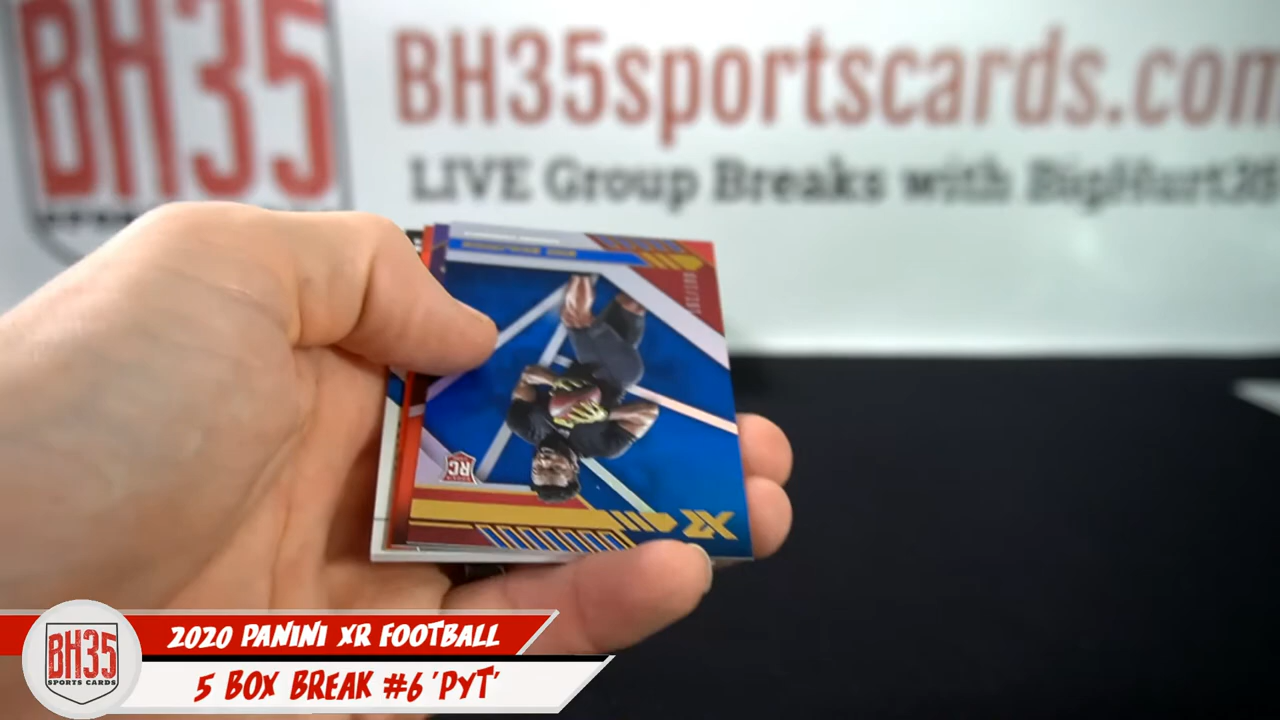 BH35
BH35sportscards.com
LIVE Group Breaks with BigHurt35
RC
XR
BH35
SPORTS CARDS
2020 PANINI XR FOOTBALL
5 BOX BREAK #6 'PYT'